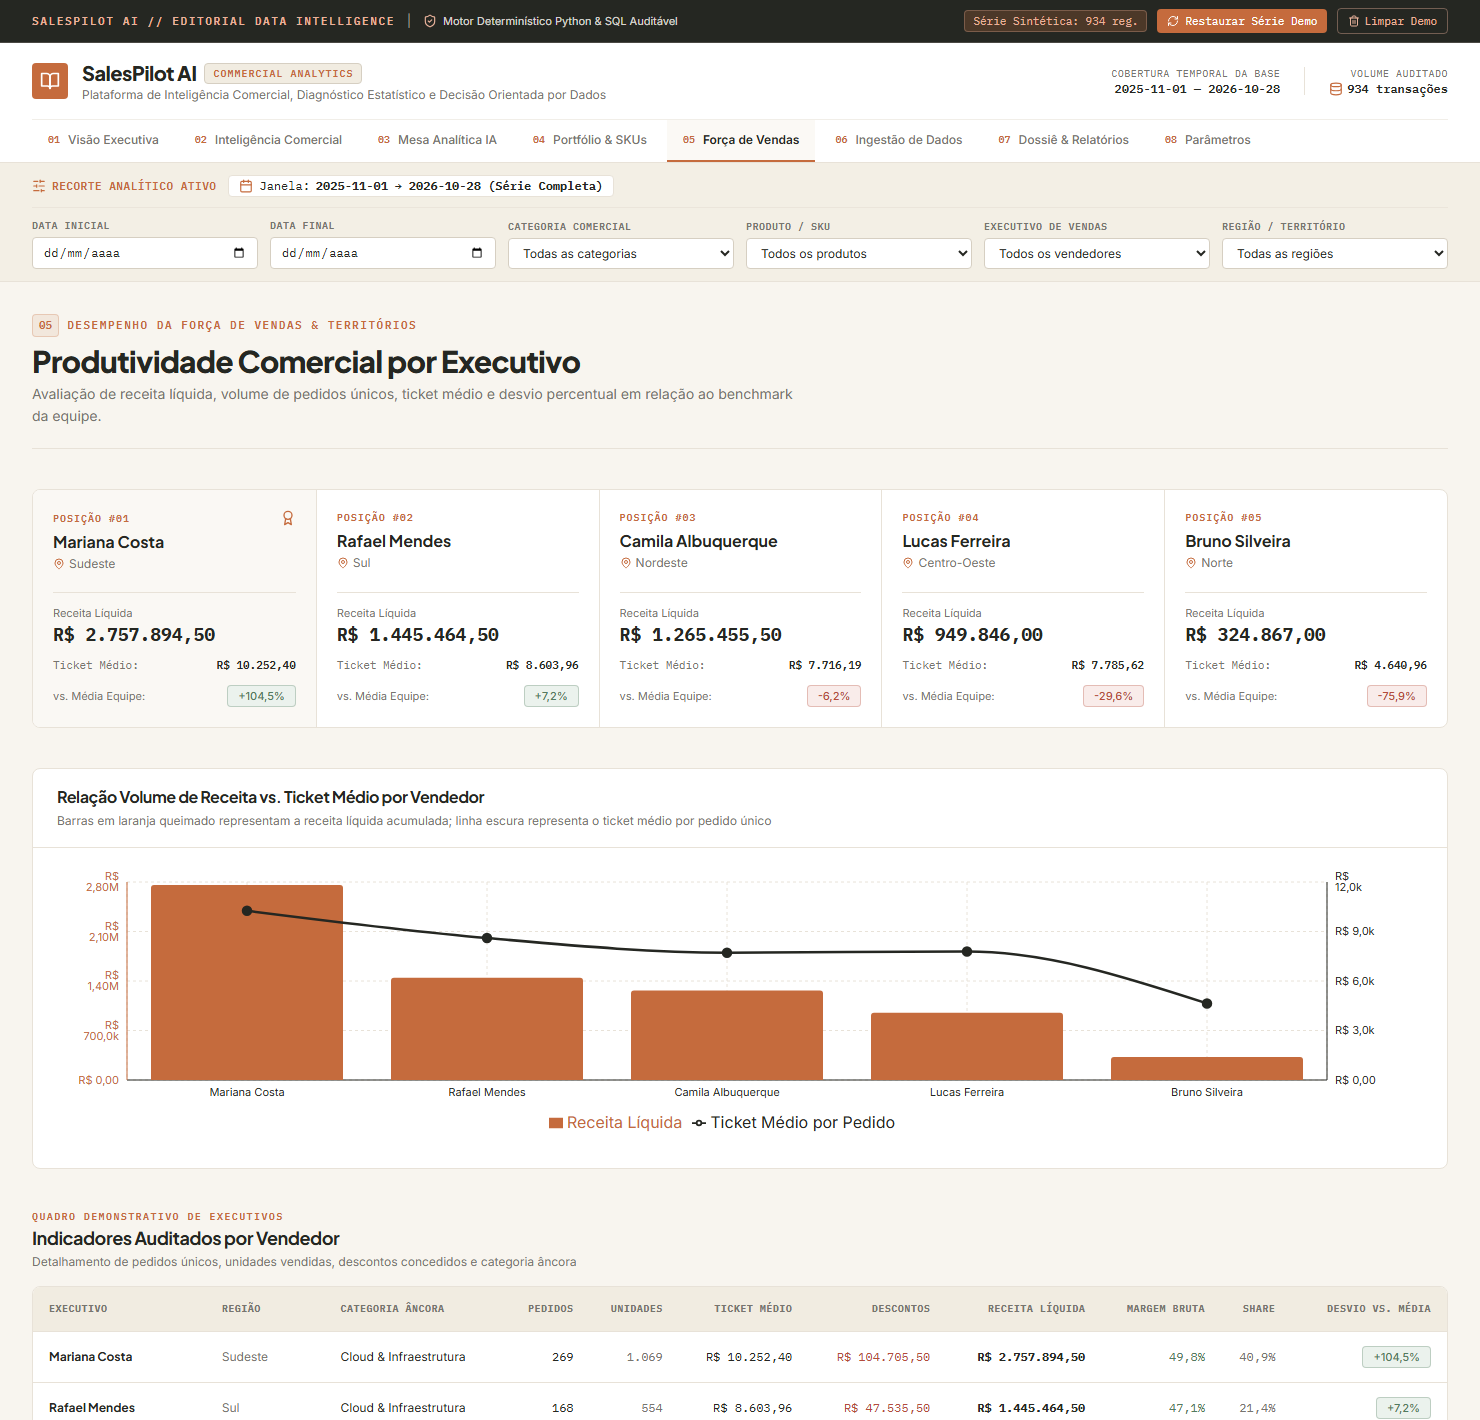 SALESPILOT AI // EDITORIAL DATA INTELLIGENCE | Motor Determinístico Python & SQL Auditável
Série Sintética: 934 reg. Restaurar Série Demo Limpar Demo
SalesPilot AI COMMERCIAL ANALYTICS
Plataforma de Inteligência Comercial, Diagnóstico Estatístico e Decisão Orientada por Dados
COBERTURA TEMPORAL DA BASE
2025-11-01 — 2026-10-28
VOLUME AUDITADO
934 transações
01 Visão Executiva 02 Inteligência Comercial 03 Mesa Analítica IA 04 Portfólio & SKUs 05 Força de Vendas 06 Ingestão de Dados 07 Dossiê & Relatórios 08 Parâmetros
RECORTE ANALÍTICO ATIVO Janela: 2025-11-01 → 2026-10-28 (Série Completa)
DATA INICIAL DATA FINAL CATEGORIA COMERCIAL PRODUTO / SKU EXECUTIVO DE VENDAS REGIÃO / TERRITÓRIO
dd/mm/aaaa dd/mm/aaaa Todas as categorias Todos os produtos Todos os vendedores Todas as regiões
05 DESEMPENHO DA FORÇA DE VENDAS & TERRITÓRIOS
Produtividade Comercial por Executivo
Avaliação de receita líquida, volume de pedidos únicos, ticket médio e desvio percentual em relação ao benchmark
da equipe.
POSIÇÃO #01
Mariana Costa
Sudeste
Receita Líquida
R$ 2.757.894,50
Ticket Médio: R$ 10.252,40
vs. Média Equipe: +104,5%
POSIÇÃO #02
Rafael Mendes
Sul
Receita Líquida
R$ 1.445.464,50
Ticket Médio: R$ 8.603,96
vs. Média Equipe: +7,2%
POSIÇÃO #03
Camila Albuquerque
Nordeste
Receita Líquida
R$ 1.265.455,50
Ticket Médio: R$ 7.716,19
vs. Média Equipe: -6,2%
POSIÇÃO #04
Lucas Ferreira
Centro-Oeste
Receita Líquida
R$ 949.846,00
Ticket Médio: R$ 7.785,62
vs. Média Equipe: -29,6%
POSIÇÃO #05
Bruno Silveira
Norte
Receita Líquida
R$ 324.867,00
Ticket Médio: R$ 4.640,96
vs. Média Equipe: -75,9%
Relação Volume de Receita vs. Ticket Médio por Vendedor
Barras em laranja queimado representam a receita líquida acumulada; linha escura representa o ticket médio por pedido único
R$
2,80M
R$
2,10M
R$
1,40M
R$
700,0k
R$ 0,00
R$
12,0k
R$ 9,0k
R$ 6,0k
R$ 3,0k
R$ 0,00
Mariana Costa Rafael Mendes Camila Albuquerque Lucas Ferreira Bruno Silveira
Receita Líquida Ticket Médio por Pedido
QUADRO DEMONSTRATIVO DE EXECUTIVOS
Indicadores Auditados por Vendedor
Detalhamento de pedidos únicos, unidades vendidas, descontos concedidos e categoria âncora
EXECUTIVO REGIÃO CATEGORIA ÂNCORA PEDIDOS UNIDADES TICKET MÉDIO DESCONTOS RECEITA LÍQUIDA MARGEM BRUTA SHARE DESVIO VS. MÉDIA
Mariana Costa Sudeste Cloud & Infraestrutura 269 1.069 R$ 10.252,40 R$ 104.705,50 R$ 2.757.894,50 49,8% 40,9% +104,5%
Rafael Mendes Sul Cloud & Infraestrutura 168 554 R$ 8.603,96 R$ 47.535,50 R$ 1.445.464,50 47,1% 21,4% +7,2%